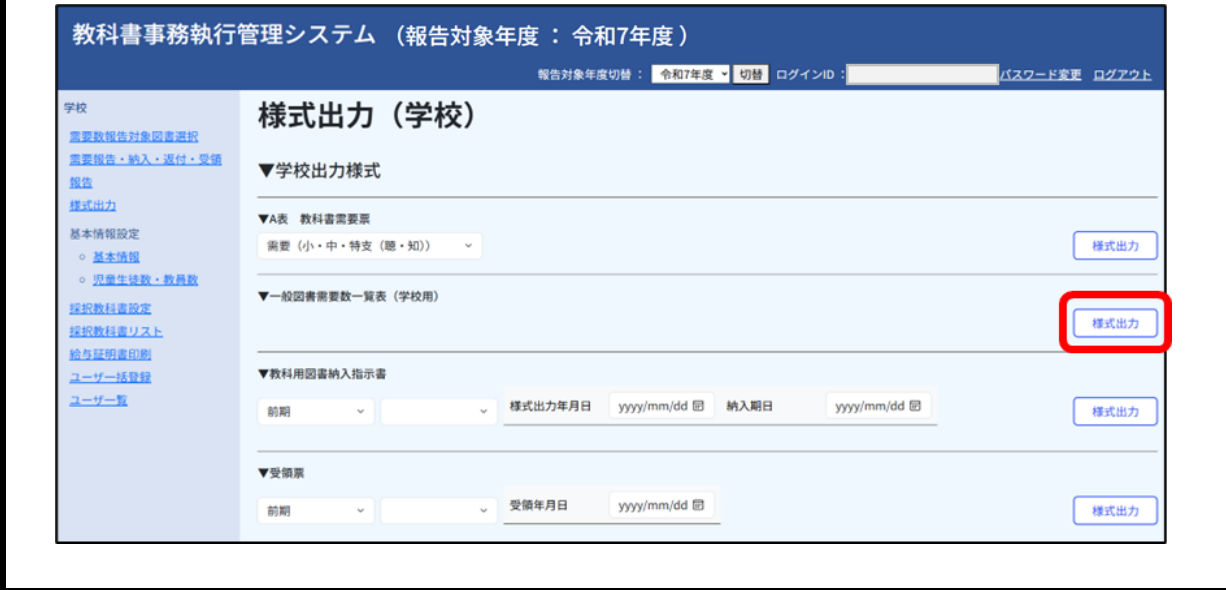 教科書事務執行管理システム （報告対象年度 ： 令和7年度 ）
報告対象年度切替 ： 令和7年度 切替 ログインID : パスワード変更 ログアウト
学校
需要数報告対象図書選択
需要報告・納入・返付・受領
報告
様式出力
基本情報設定
基本情報
児童生徒数・教員数
採択教科書設定
採択教科書リスト
給与証明書印刷
ユーザ一括登録
ユーザ一覧
様式出力（学校）
▼学校出力様式
▼A表　教科書需要票
需要（小・中・特支（聴・知）） 様式出力
▼一般図書需要数一覧表（学校用）
様式出力
▼教科用図書納入指示書
前期 様式出力年月日 yyyy/mm/dd 納入期日 yyyy/mm/dd 様式出力
▼受領票
前期 受領年月日 yyyy/mm/dd 様式出力